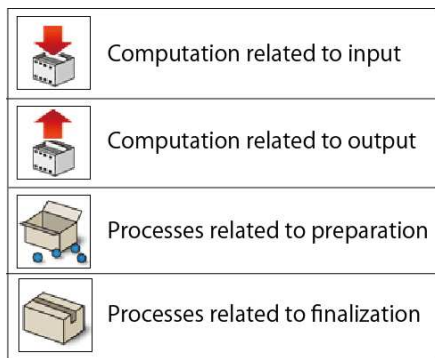 Computation related to input
Computation related to output
Processes related to preparation
Processes related to finalization